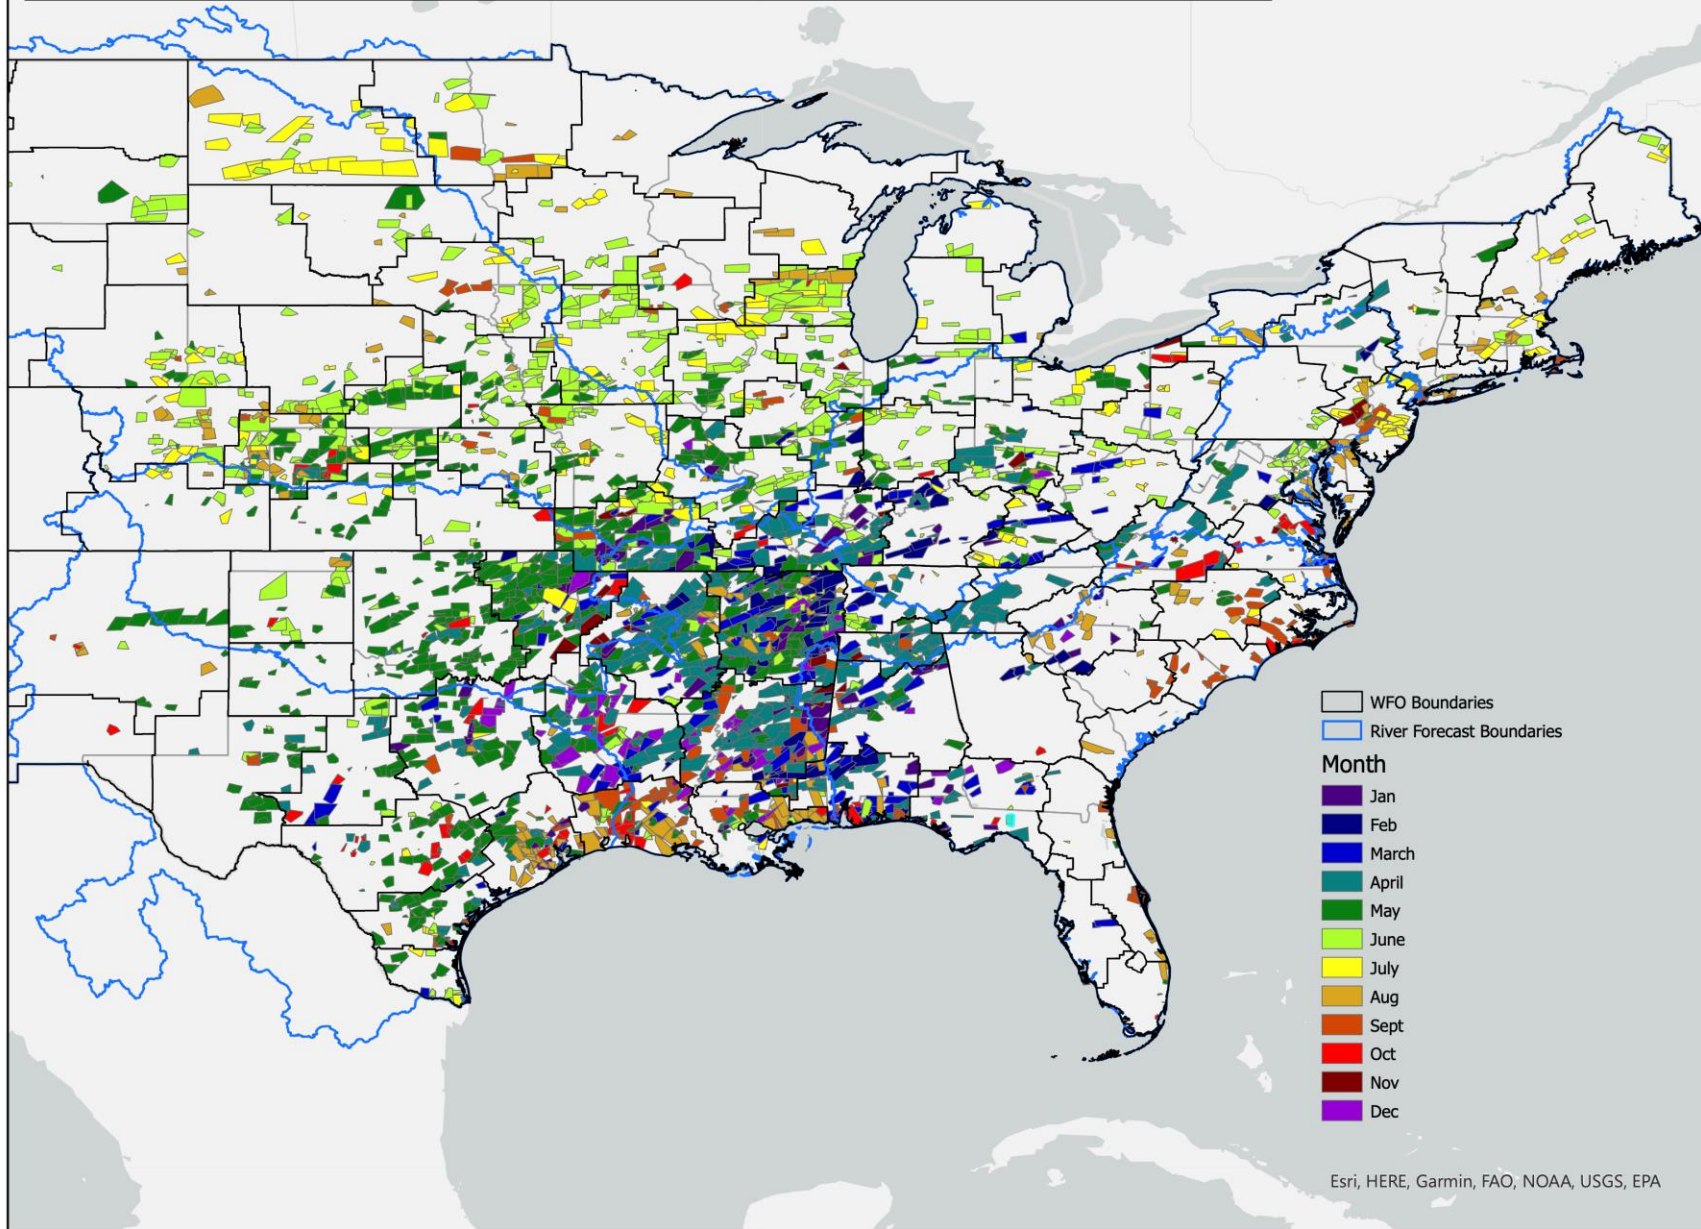 WFO Boundaries
River Forecast Boundaries
Month
Jan
Feb
March
April
May
June
July
Aug
Sept
Oct
Nov
Dec
Esri, HERE, Garmin, FAO, NOAA, USGS, EPA